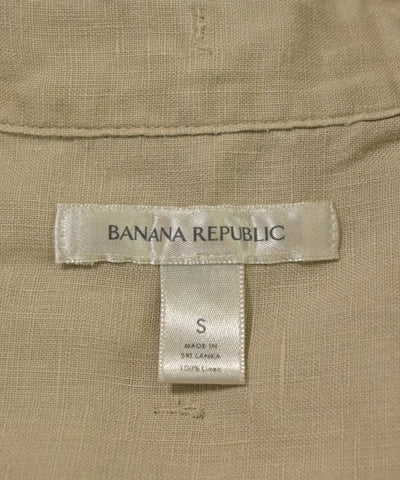 BANANA REPUBLIC
S
MADE IN
SRI LANKA
100% Linen